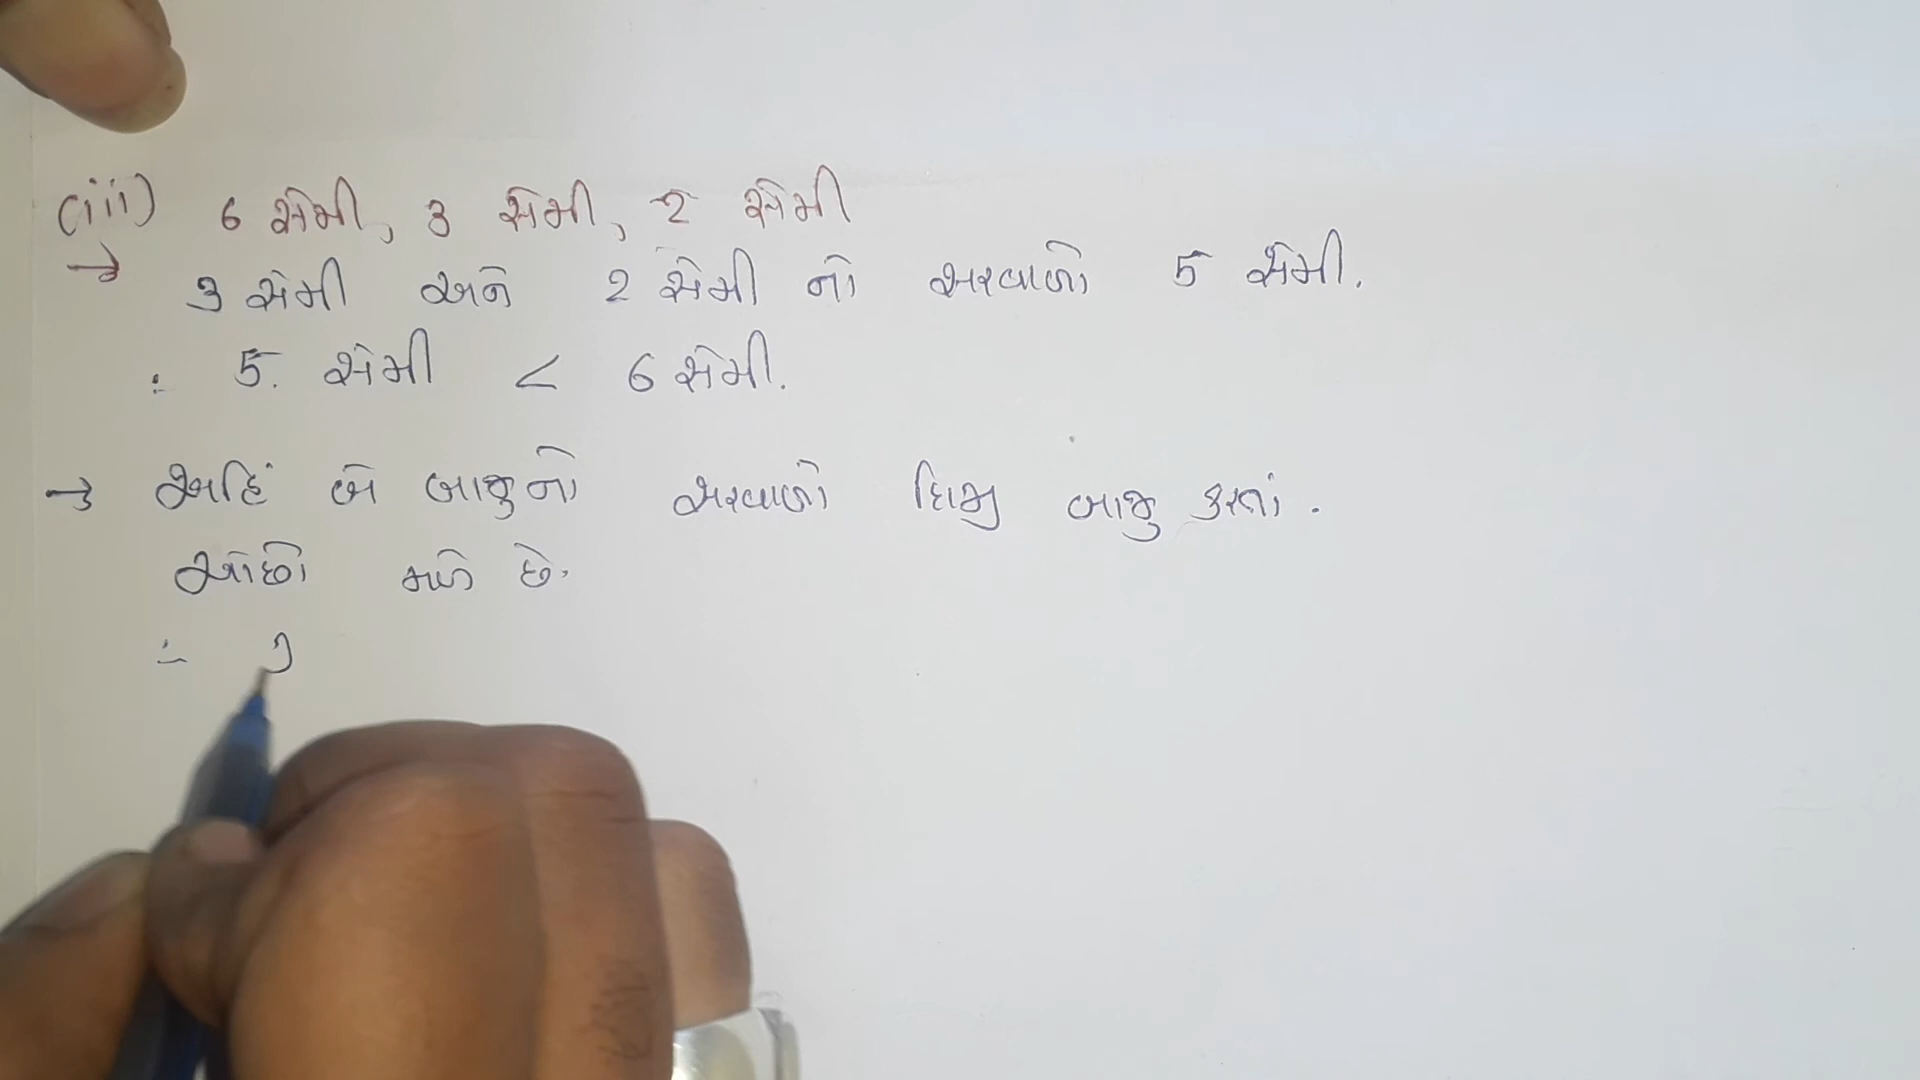 (iii) 6 સેમી, 3 સેમી, 2 સેમી
→ 3 સેમી અને 2 સેમી નો સરવાળો 5 સેમી.
∴ 5. સેમી < 6 સેમી.
→ અહિં બે બાજુનો સરવાળો ત્રિજી બાજુ કરતાં.
ઓછો મળે છે.
∴